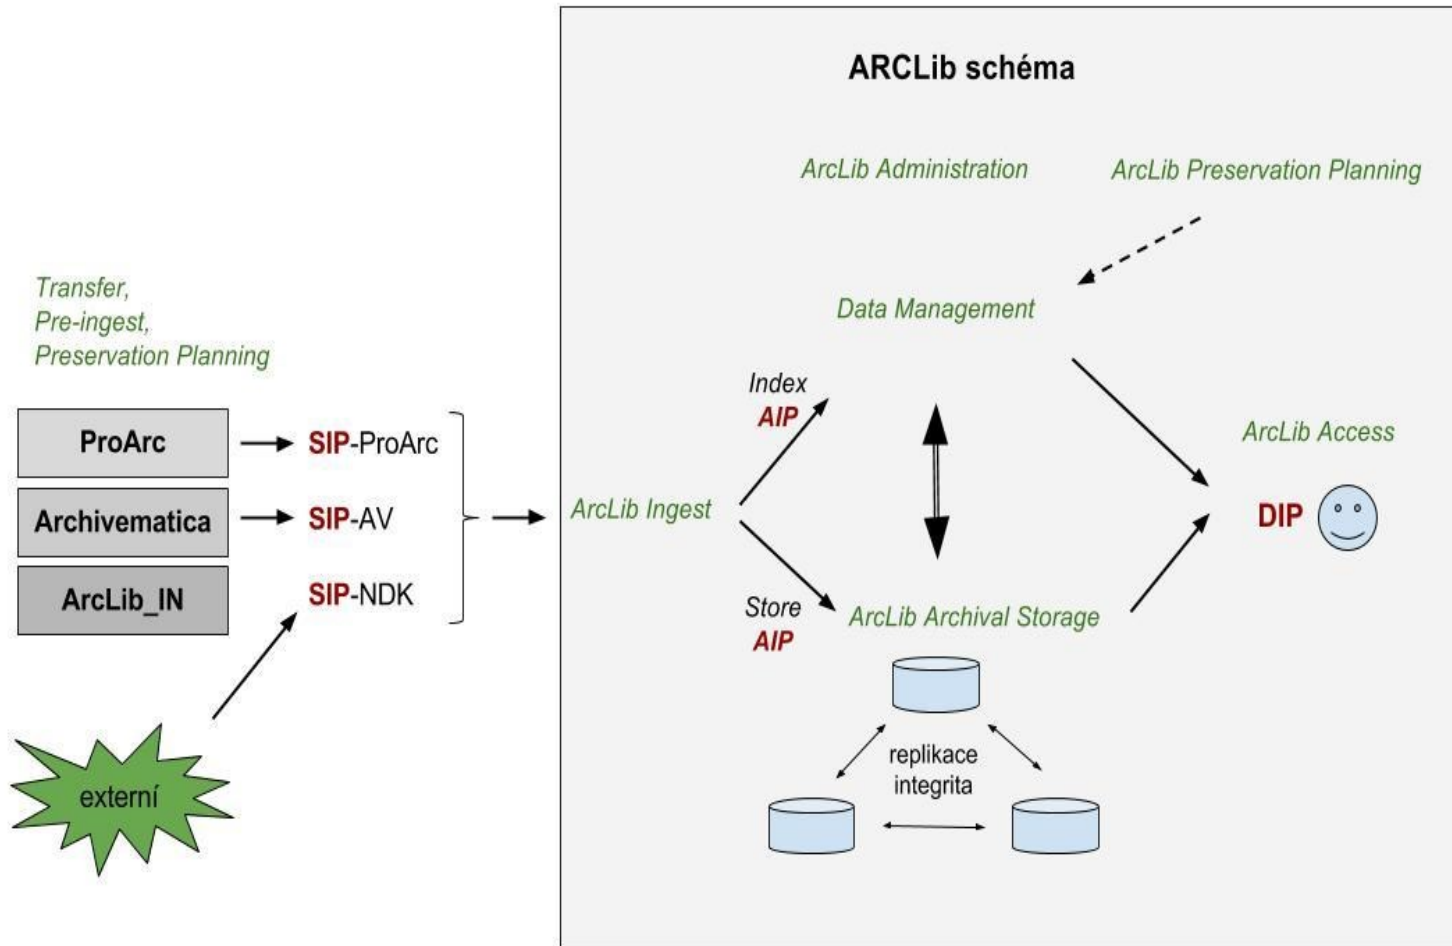 ARCLib schéma
ArcLib Administration
ArcLib Preservation Planning
Transfer,
Pre-ingest,
Preservation Planning
Data Management
Index
AIP
ProArc
SIP-ProArc
Archivematica
SIP-AV
ArcLib_IN
SIP-NDK
externí
ArcLib Ingest
ArcLib Access
DIP
Store
AIP
ArcLib Archival Storage
replikace
integrita